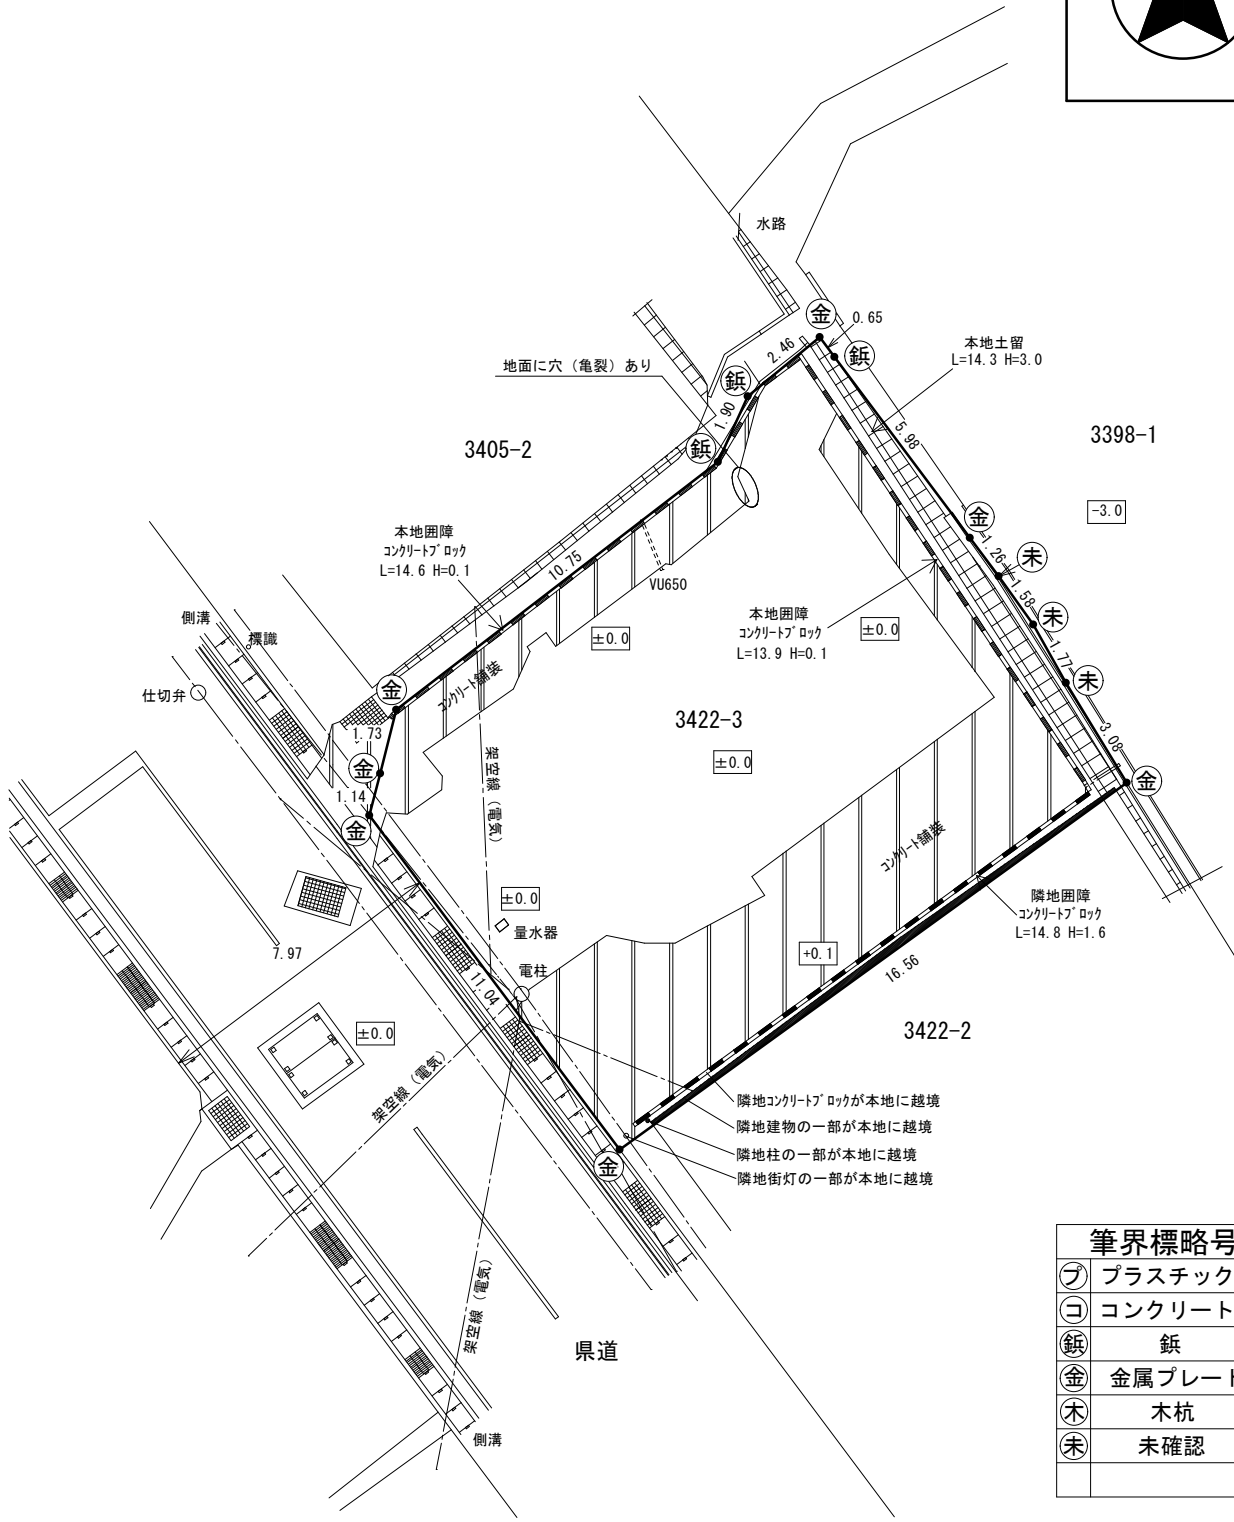 水路
金
0.65
2.46
鋲
本地土留
L=14.3 H=3.0
地面に穴（亀裂）あり
鋲
1.90
5.98
3405-2
鋲
3398-1
-3.0
金
1.26
未
本地囲障
コンクリートブロック
L=14.6 H=0.1
10.75
VU650
1.58
本地囲障
コンクリートブロック
L=13.9 H=0.1
±0.0
±0.0
未
1.77
側溝
標識
仕切弁
金
コンクリート舗装
未
1.73
3422-3
3.08
架空線（電気）
±0.0
金
金
1.14
金
コンクリート舗装
±0.0
量水器
隣地囲障
コンクリートブロック
L=14.8 H=1.6
7.97
電柱
11.04
+0.1
16.56
±0.0
3422-2
架空線（電気）
隣地コンクリートブロックが本地に越境
隣地建物の一部が本地に越境
隣地柱の一部が本地に越境
隣地街灯の一部が本地に越境
金
架空線（電気）
県道
側溝
筆界標略号
プ プラスチック
コ コンクリート
鋲 鋲
金 金属プレート
木 木杭
未 未確認